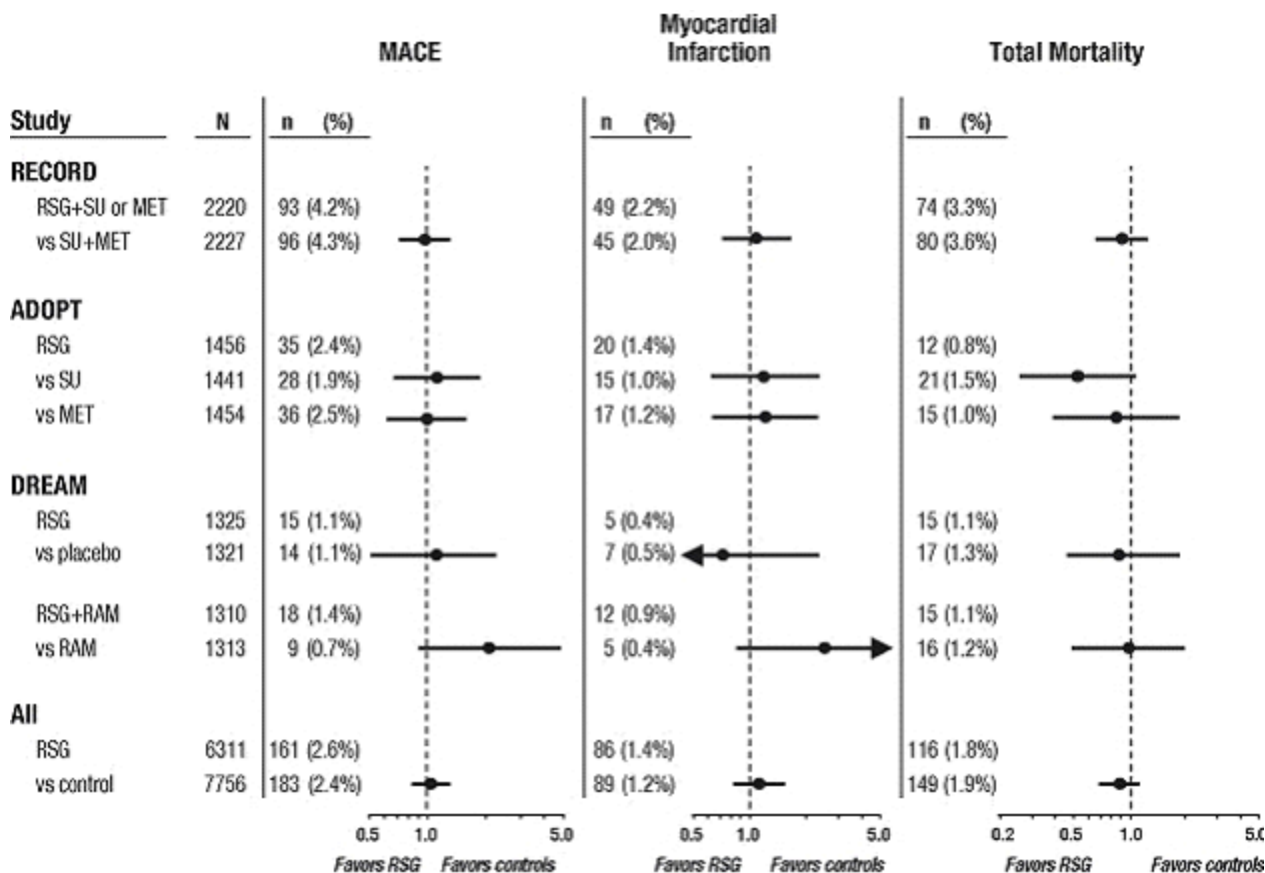 MACE Myocardial Infarction Total Mortality
Study N n (%) n (%) n (%)
RECORD
RSG+SU or MET 2220 93 (4.2%) 49 (2.2%) 74 (3.3%)
vs SU+MET 2227 96 (4.3%) 45 (2.0%) 80 (3.6%)
ADOPT
RSG 1456 35 (2.4%) 20 (1.4%) 12 (0.8%)
vs SU 1441 28 (1.9%) 15 (1.0%) 21 (1.5%)
vs MET 1454 36 (2.5%) 17 (1.2%) 15 (1.0%)
DREAM
RSG 1325 15 (1.1%) 5 (0.4%) 15 (1.1%)
vs placebo 1321 14 (1.1%) 7 (0.5%) 17 (1.3%)
RSG+RAM 1310 18 (1.4%) 12 (0.9%) 15 (1.1%)
vs RAM 1313 9 (0.7%) 5 (0.4%) 16 (1.2%)
All
RSG 6311 161 (2.6%) 86 (1.4%) 116 (1.8%)
vs control 7756 183 (2.4%) 89 (1.2%) 149 (1.9%)
0.5 1.0 5.0 0.5 1.0 5.0 0.2 0.5 1.0 5.0
Favors RSG Favors controls Favors RSG Favors controls Favors RSG Favors controls